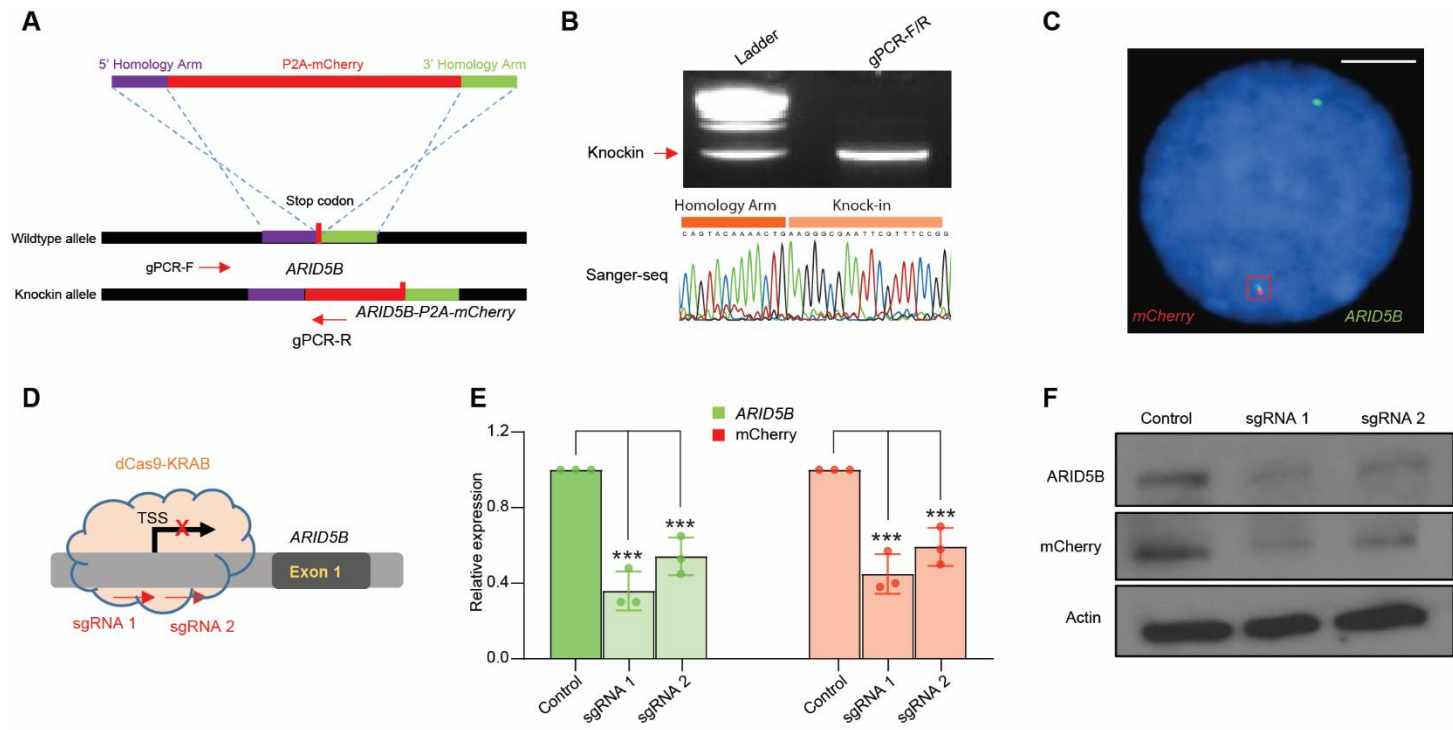 A
5' Homology Arm
P2A-mCherry
3' Homology Arm
Stop codon
Wildtype allele
gPCR-F
ARID5B
Knockin allele
ARID5B-P2A-mCherry
gPCR-R
B
Ladder
gPCR-F/R
Knockin
Homology Arm
Knock-in
CAGTACAAAACTGAAGGGCGAATTCGTTTCCGG
Sanger-seq
C
mCherry
ARID5B
D
dCas9-KRAB
TSS
X
ARID5B
Exon 1
sgRNA 1
sgRNA 2
E
ARID5B
mCherry
Relative expression
1.2
0.8
0.4
0.0
***
***
***
***
Control
sgRNA 1
sgRNA 2
Control
sgRNA 1
sgRNA 2
F
Control
sgRNA 1
sgRNA 2
ARID5B
mCherry
Actin